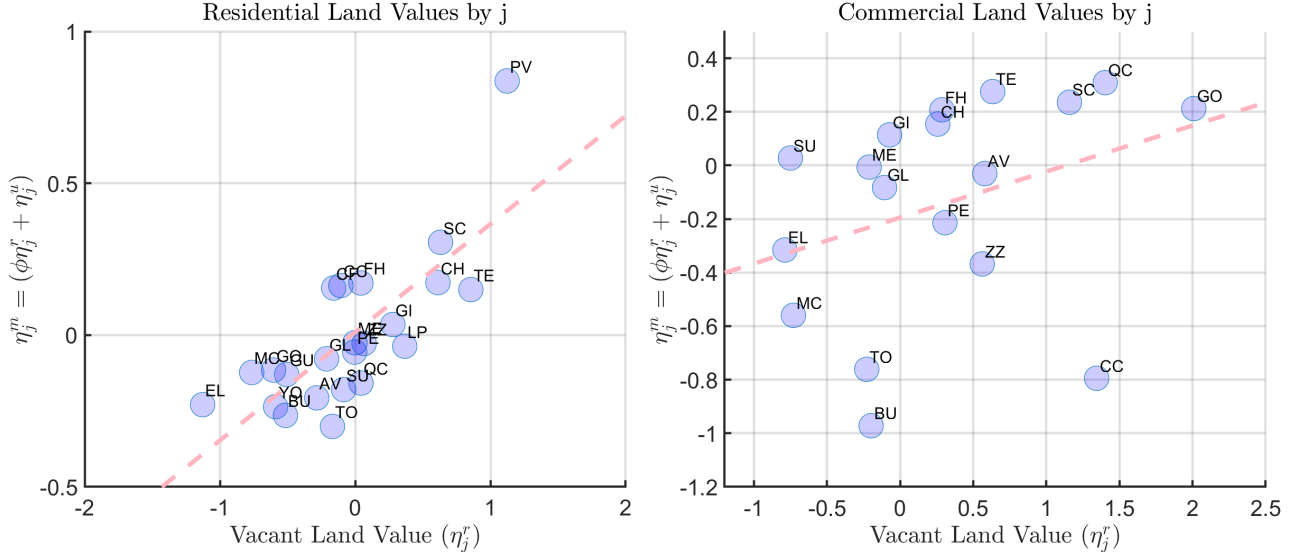 Residential Land Values by j
1
0.5
0
-0.5
-2
-1
0
1
2
η_j^m = (ϕη_j^r + η_j^u)
Vacant Land Value (η_j^r)
PV
SC
CH
TE
FH
GI
LP
PE
GL
QC
SU
AV
TO
MC
GU
YO
BU
EL
Commercial Land Values by j
0.4
0.2
0
-0.2
-0.4
-0.6
-0.8
-1
-1.2
-1
-0.5
0
0.5
1
1.5
2
2.5
η_j^m = (ϕη_j^r + η_j^u)
Vacant Land Value (η_j^r)
QC
SC
GO
TE
FH
CH
GI
SU
ME
GL
AV
PE
EL
ZZ
MC
TO
CC
BU